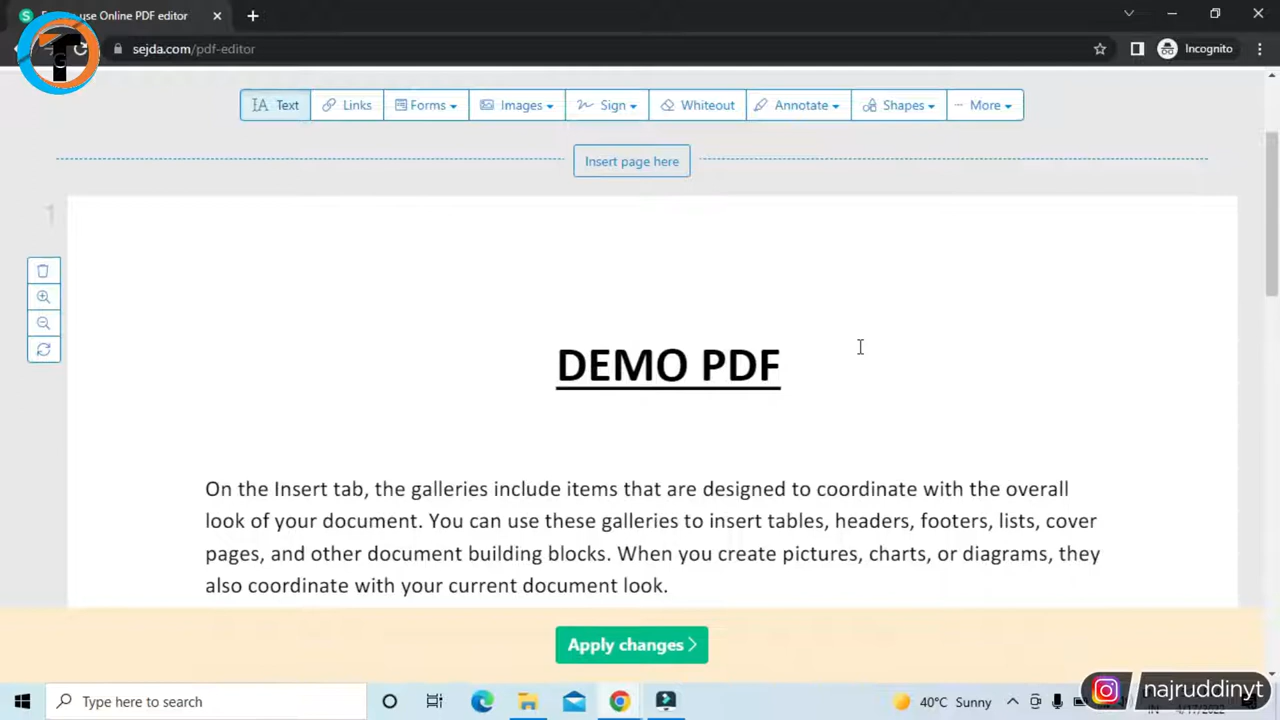 use Online PDF editor
sejda.com/pdf-editor
Incognito
Text
Links
Forms
Images
Sign
Whiteout
Annotate
Shapes
More
Insert page here
1
DEMO PDF
On the Insert tab, the galleries include items that are designed to coordinate with the overall
look of your document. You can use these galleries to insert tables, headers, footers, lists, cover
pages, and other document building blocks. When you create pictures, charts, or diagrams, they
also coordinate with your current document look.
Apply changes
Type here to search
40°C Sunny
najruddinyt
IN
4/17/2022